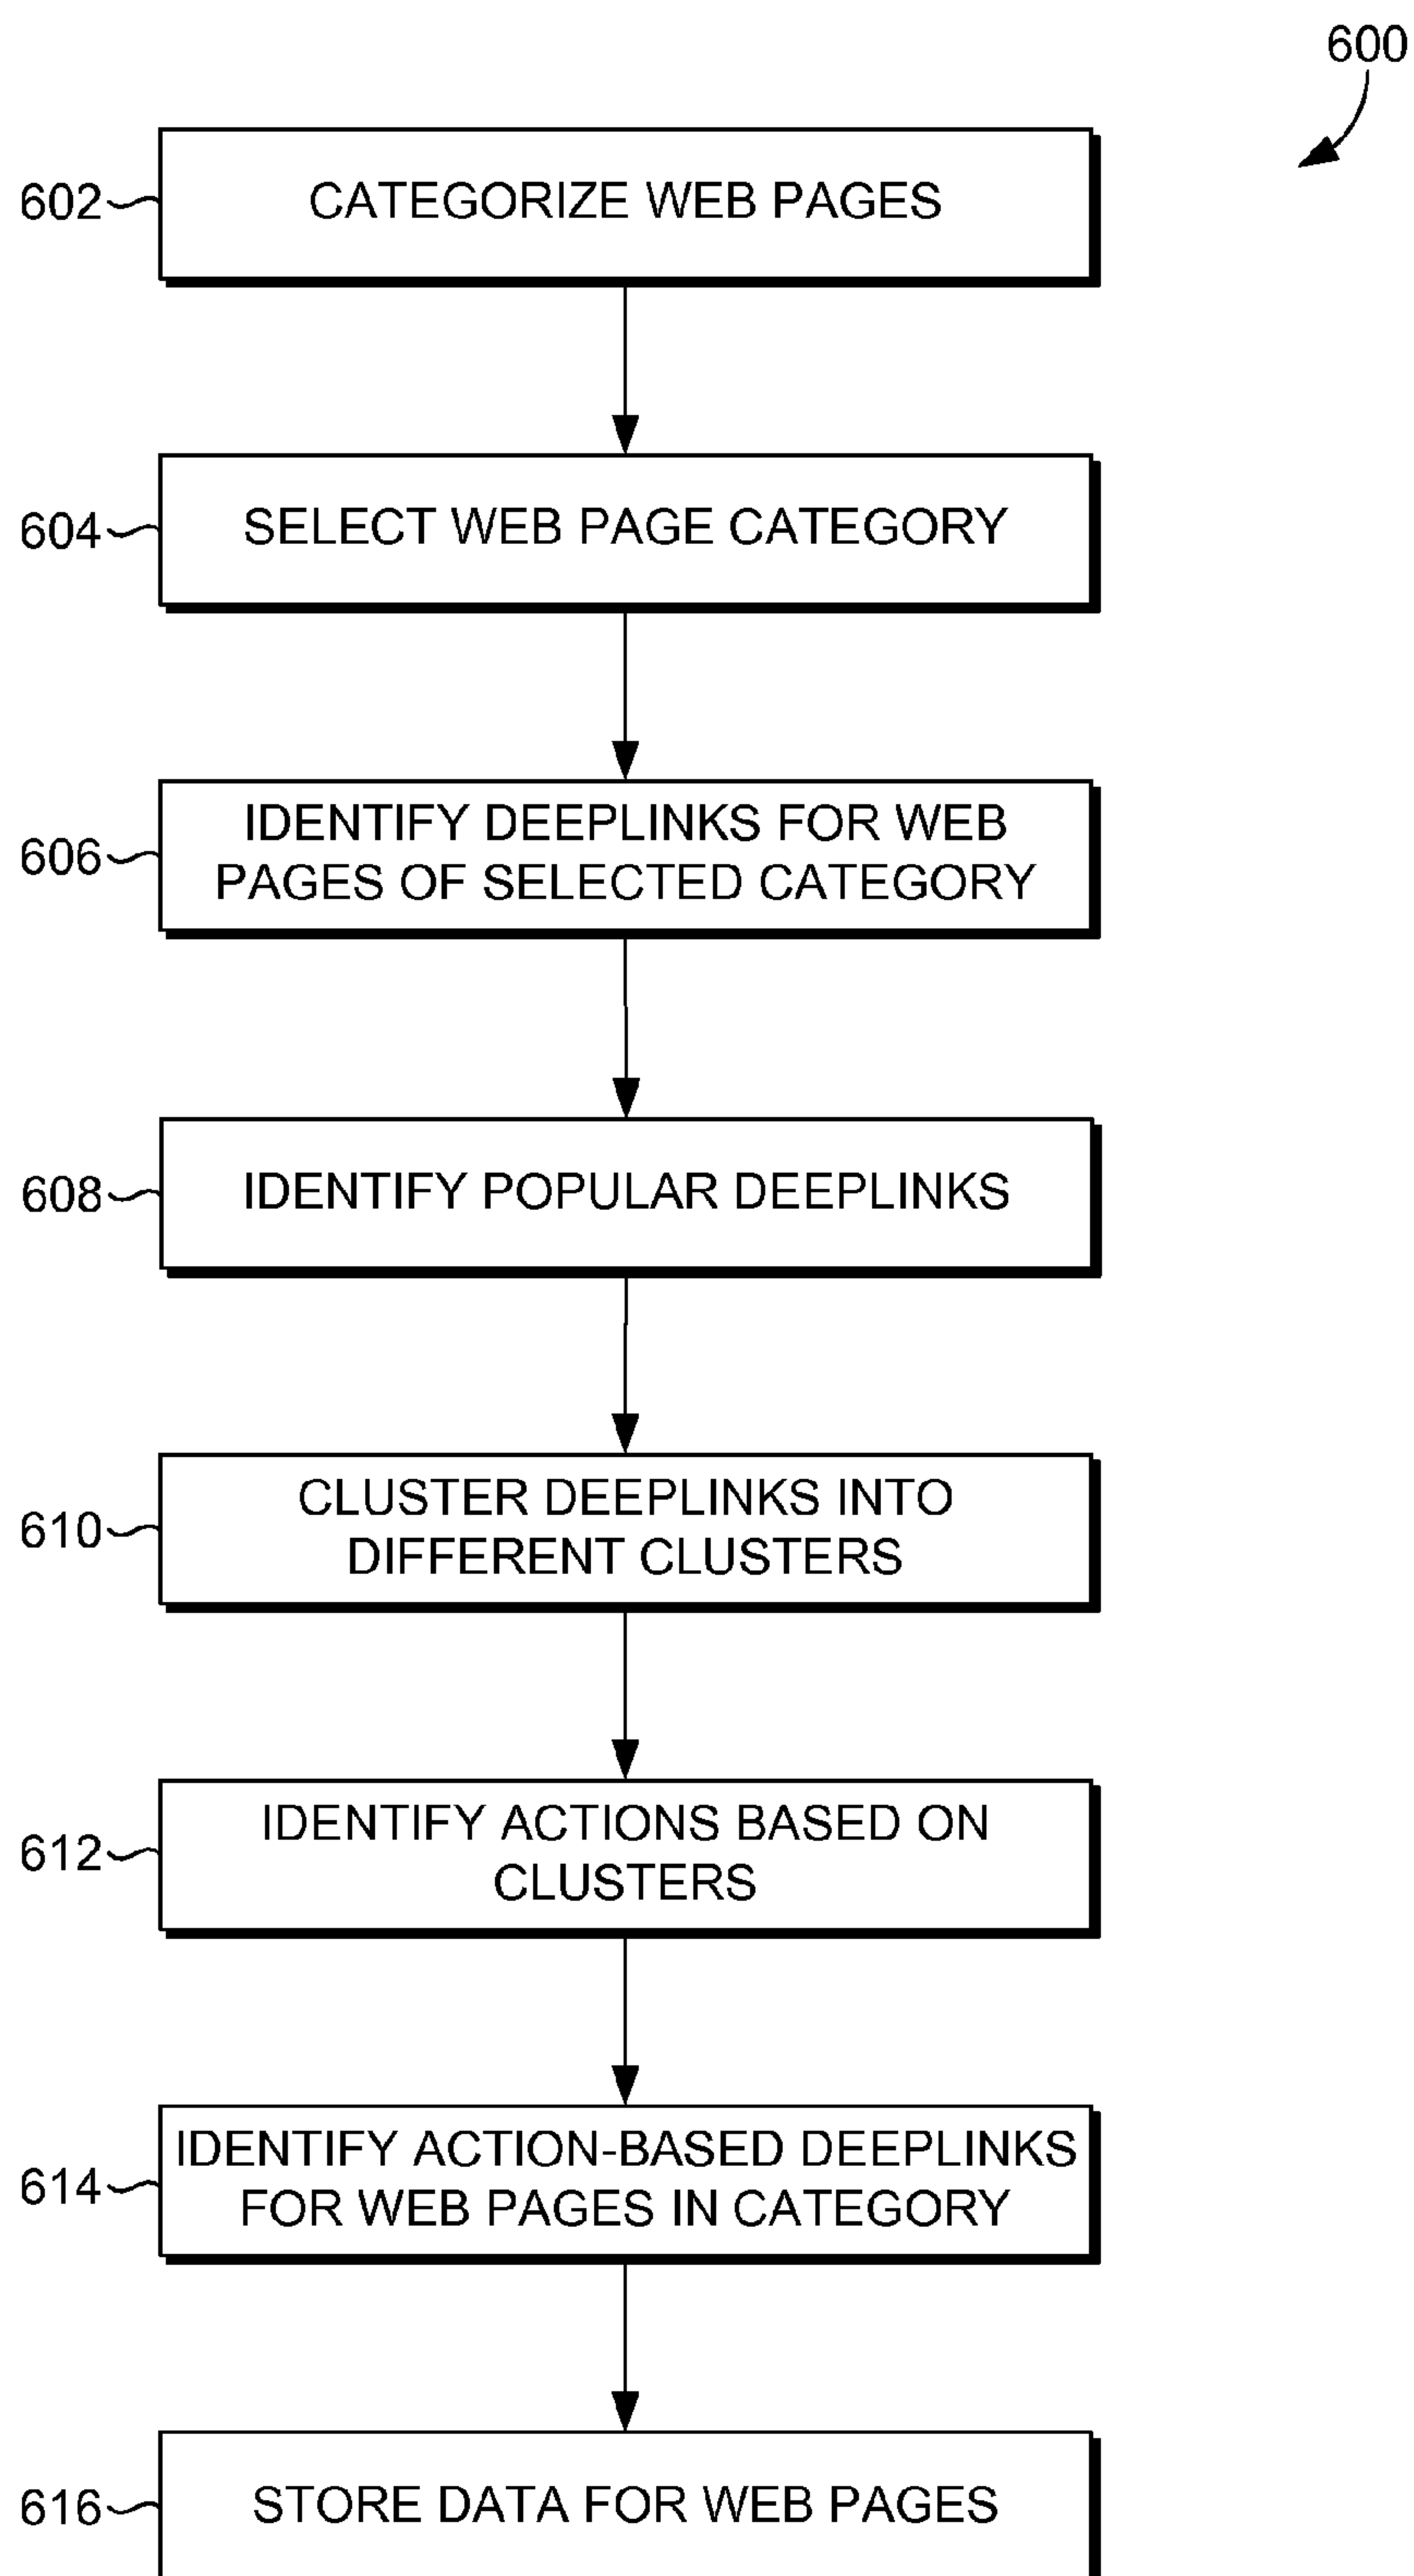 600
602
CATEGORIZE WEB PAGES
604
SELECT WEB PAGE CATEGORY
606
IDENTIFY DEEPLINKS FOR WEB
PAGES OF SELECTED CATEGORY
608
IDENTIFY POPULAR DEEPLINKS
610
CLUSTER DEEPLINKS INTO
DIFFERENT CLUSTERS
612
IDENTIFY ACTIONS BASED ON
CLUSTERS
614
IDENTIFY ACTION-BASED DEEPLINKS
FOR WEB PAGES IN CATEGORY
616
STORE DATA FOR WEB PAGES